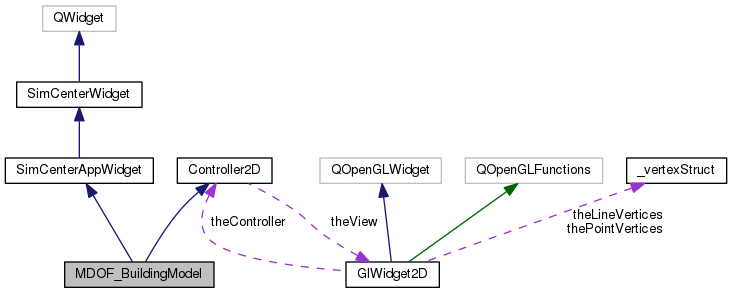 QWidget
SimCenterWidget
SimCenterAppWidget
Controller2D
QOpenGLWidget
QOpenGLFunctions
_vertexStruct
theController
theView
theLineVertices
thePointVertices
MDOF_BuildingModel
GlWidget2D